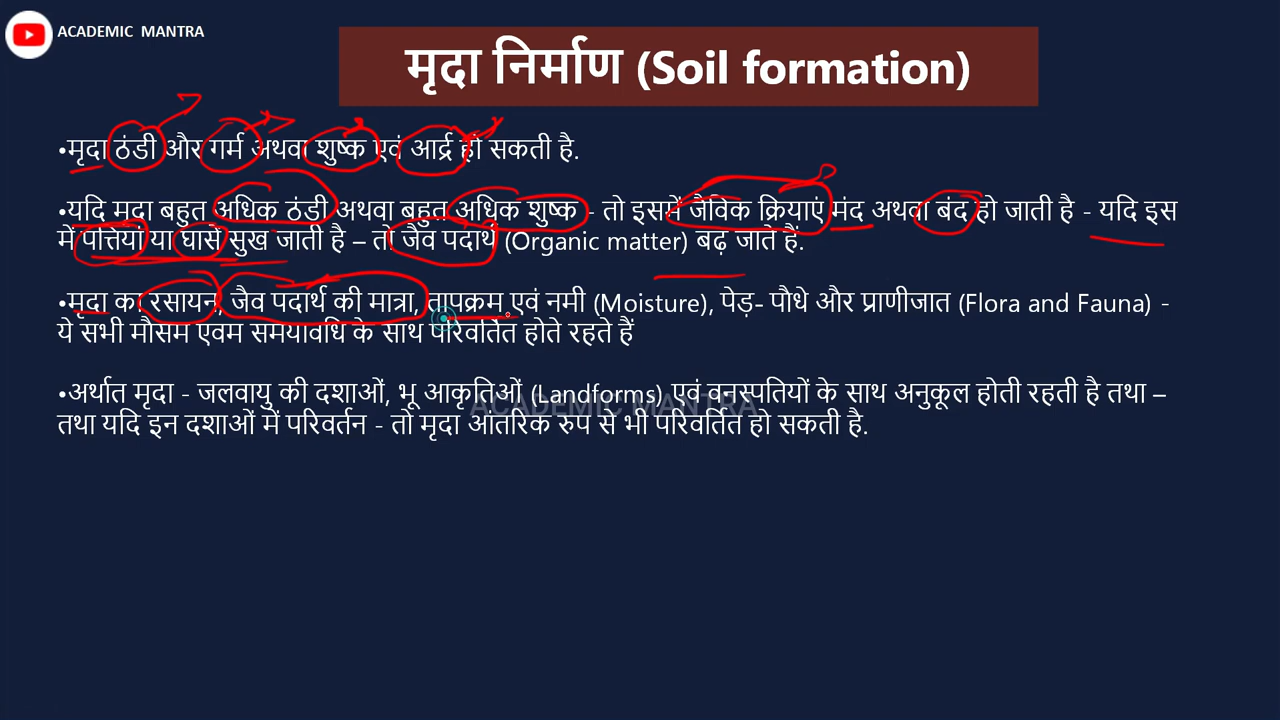 ACADEMIC MANTRA
मृदा निर्माण (Soil formation)
•मृदा ठंडी और गर्म अथवा शुष्क एवं आर्द्र हो सकती है.
•यदि मृदा बहुत अधिक ठंडी अथवा बहुत अधिक शुष्क - तो इसमें जैविक क्रियाएं मंद अथवा बंद हो जाती है - यदि इस
में पत्तियां या घासें सुख जाती है – तो जैव पदार्थ (Organic matter) बढ़ जाते हैं.
•मृदा का रसायन, जैव पदार्थ की मात्रा, तापक्रम एवं नमी (Moisture), पेड़- पौधे और प्राणीजात (Flora and Fauna) -
ये सभी मौसम एवम समयावधि के साथ परिवर्तित होते रहते हैं
•अर्थात मृदा - जलवायु की दशाओं, भू आकृतिओं (Landforms) एवं वनस्पतियों के साथ अनुकूल होती रहती है तथा –
तथा यदि इन दशाओं में परिवर्तन - तो मृदा आंतरिक रुप से भी परिवर्तित हो सकती है.
ACADEMIC MANTRA